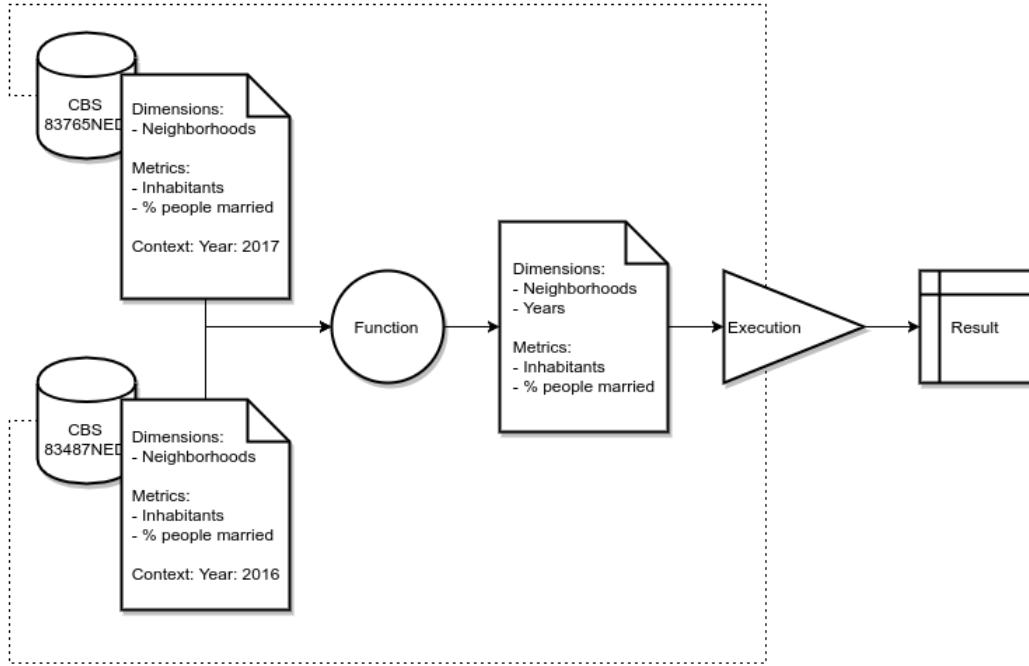 CBS
83765NED
Dimensions:
- Neighborhoods
Metrics:
- Inhabitants
- % people married
Context: Year: 2017
Function
Dimensions:
- Neighborhoods
- Years
Metrics:
- Inhabitants
- % people married
Execution
Result
CBS
83487NED
Dimensions:
- Neighborhoods
Metrics:
- Inhabitants
- % people married
Context: Year: 2016